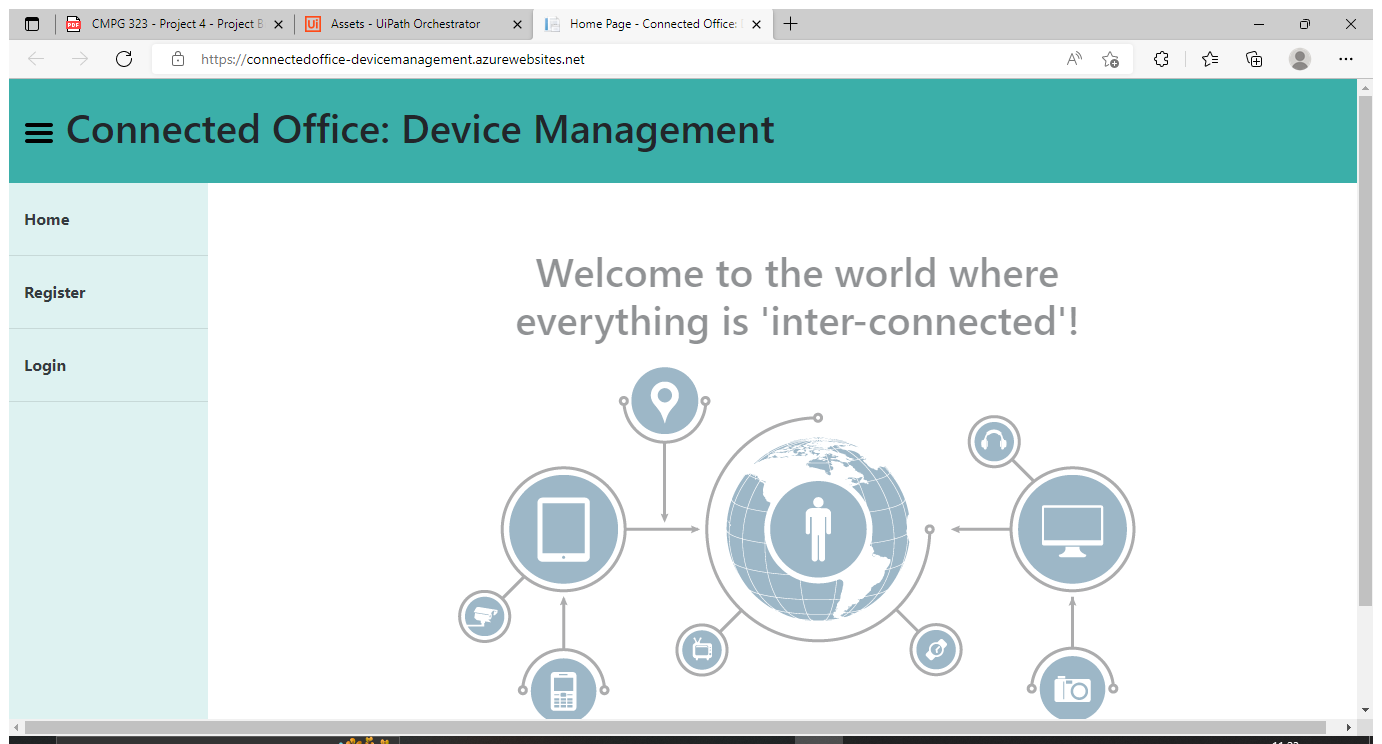 CMPG 323 - Project 4 - Project B
Assets - UiPath Orchestrator
Home Page - Connected Office:
https://connectedoffice-devicemanagement.azurewebsites.net
Connected Office: Device Management
Home
Register
Login
Welcome to the world where
everything is 'inter-connected'!